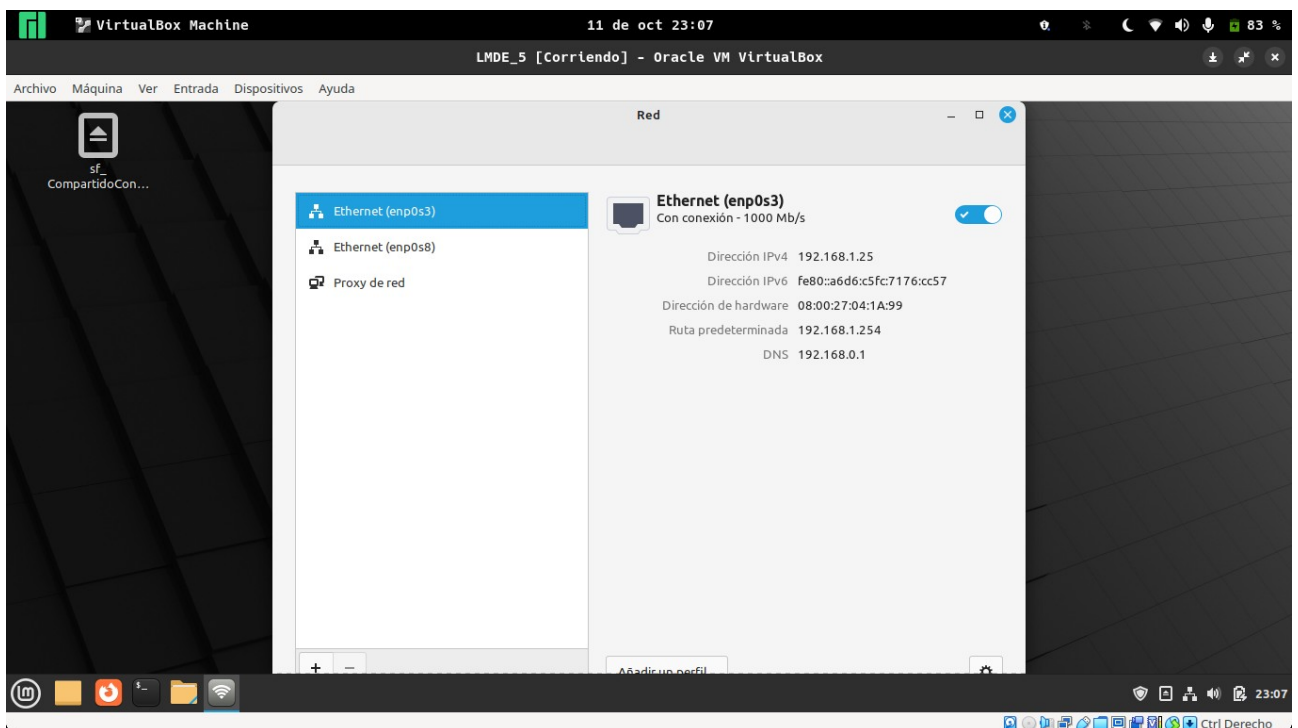 VirtualBox Machine
11 de oct 23:07
83 %
LMDE_5 [Corriendo] - Oracle VM VirtualBox
Archivo Máquina Ver Entrada Dispositivos Ayuda
sf_
CompartidoCon...
Red
Ethernet (enp0s3)
Ethernet (enp0s8)
Proxy de red
Ethernet (enp0s3)
Con conexión - 1000 Mb/s
Dirección IPv4 192.168.1.25
Dirección IPv6 fe80::a6d6:c5fc:7176:cc57
Dirección de hardware 08:00:27:04:1A:99
Ruta predeterminada 192.168.1.254
DNS 192.168.0.1
Añadir un perfil...
23:07
Ctrl Derecho